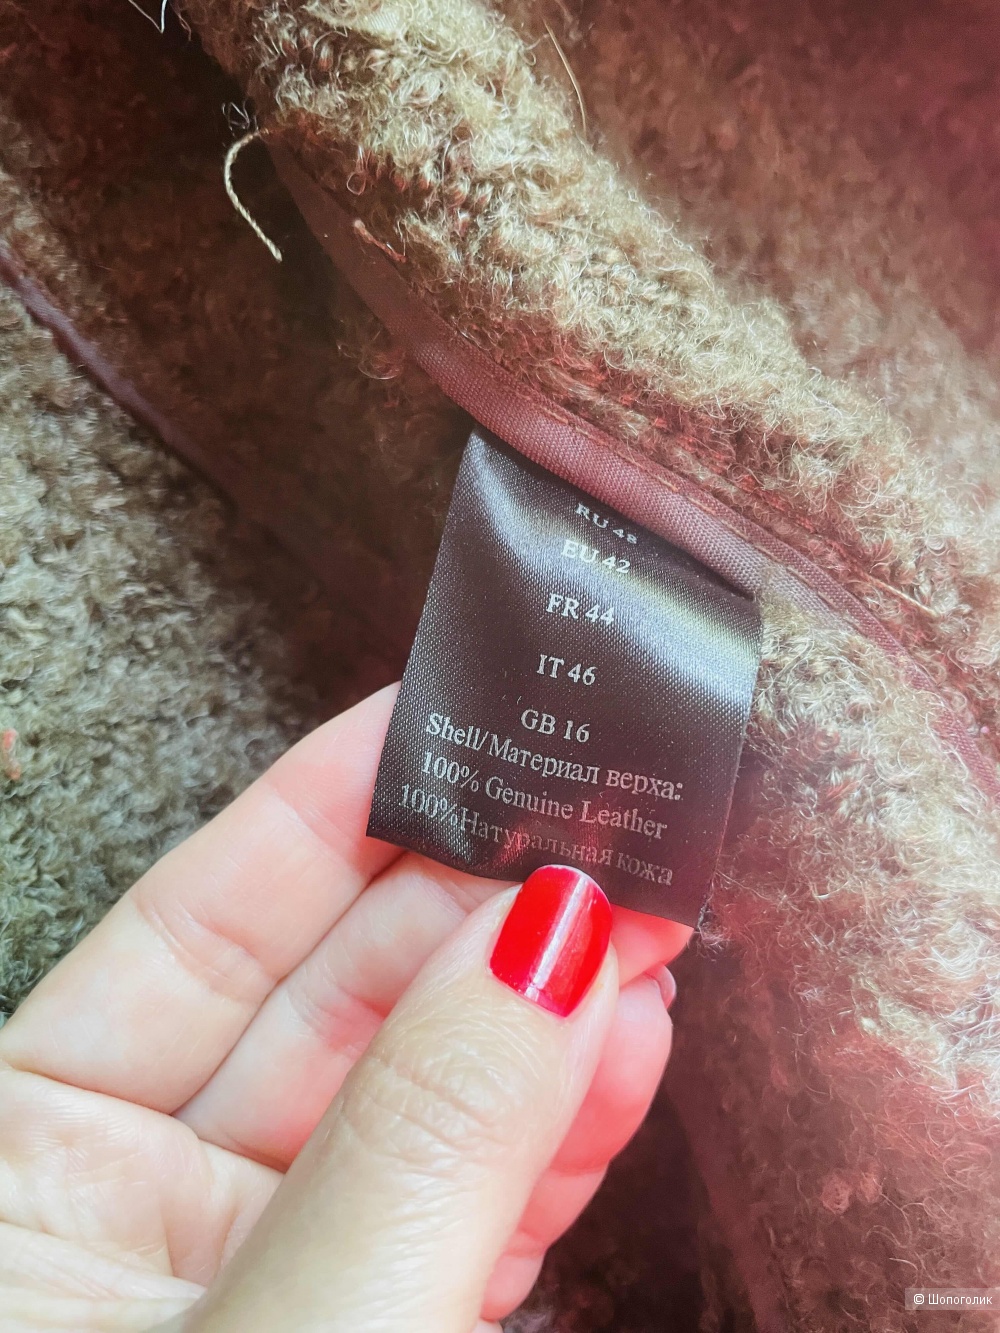 RU 48
EU 42
FR 44
IT 46
GB 16
Shell/Материал верха:
100% Genuine Leather
100%Натуральная кожа
© Шопоголик